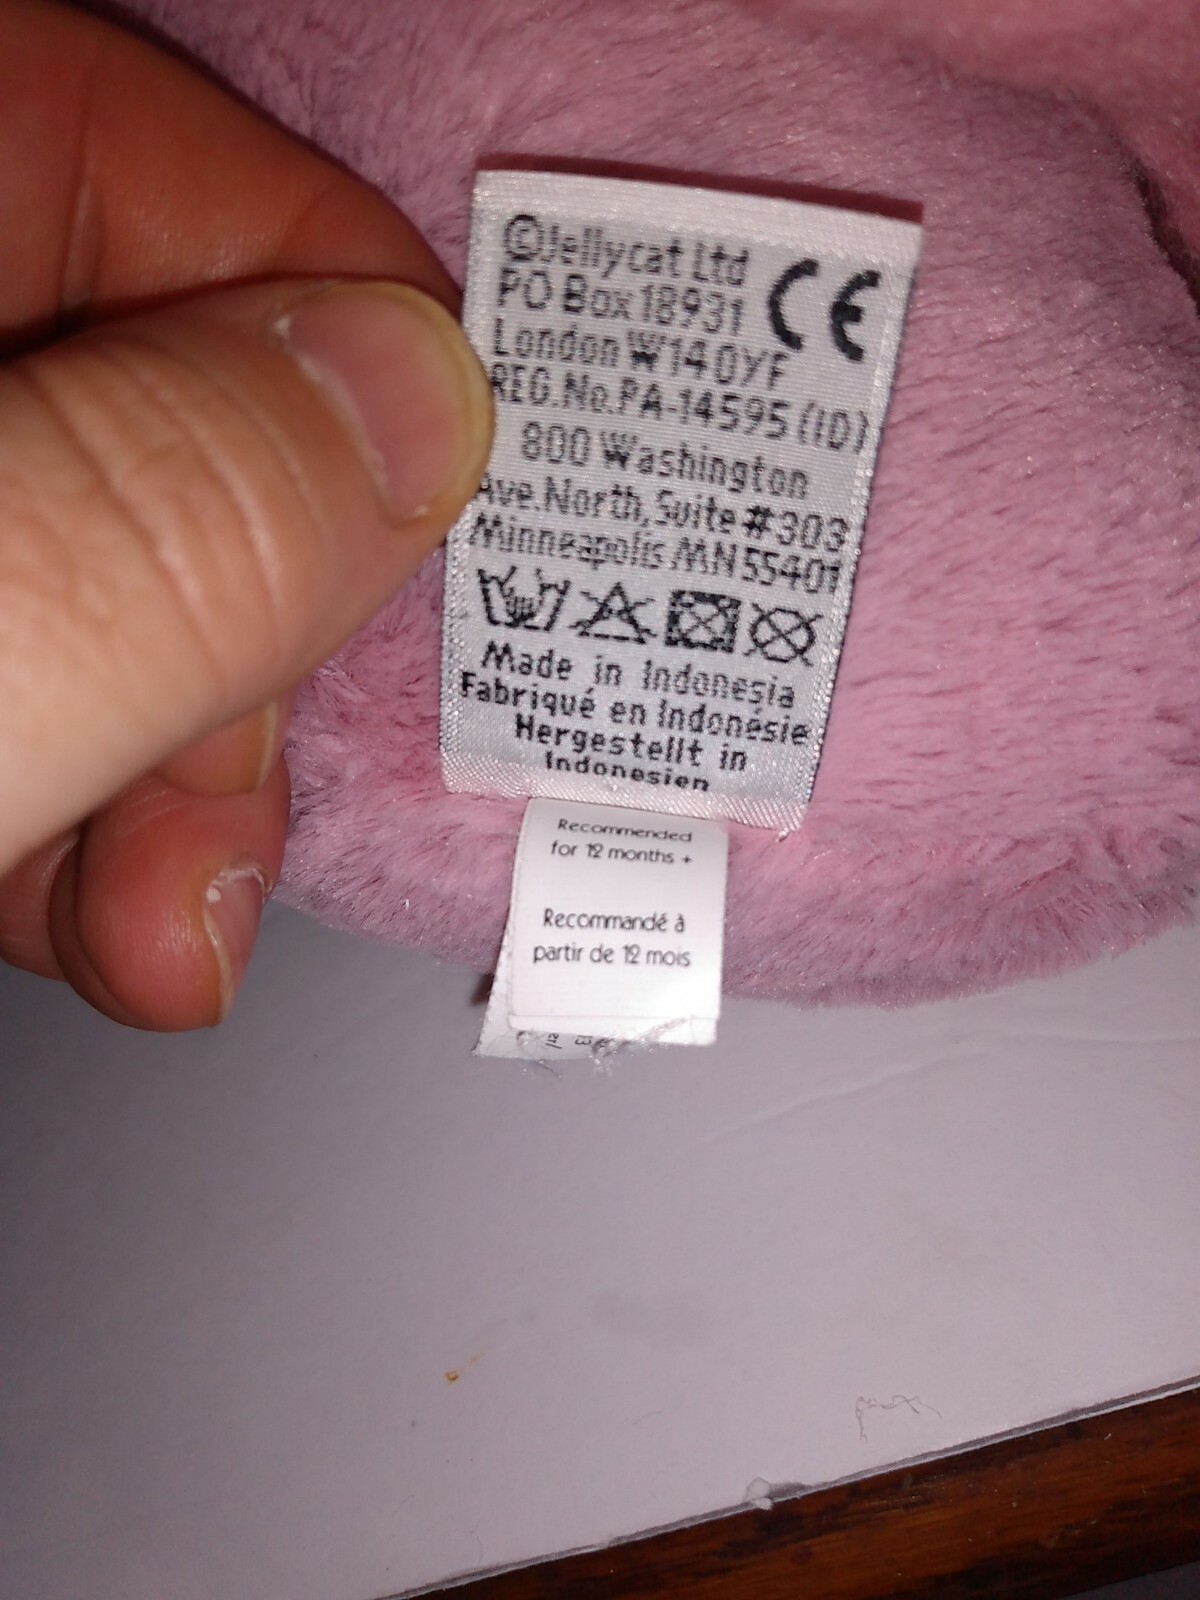 ©Jellycat Ltd
PO Box 18931
London W14 0YF
REG.No.PA-14595 (ID)
800 Washington
Ave.North, Suite #303
Minneapolis MN 55401
CE
Made in Indonesia
Fabriqué en Indonésie
Hergestellt in
Indonesien
Recommended
for 12 months +
Recommandé à
partir de 12 mois